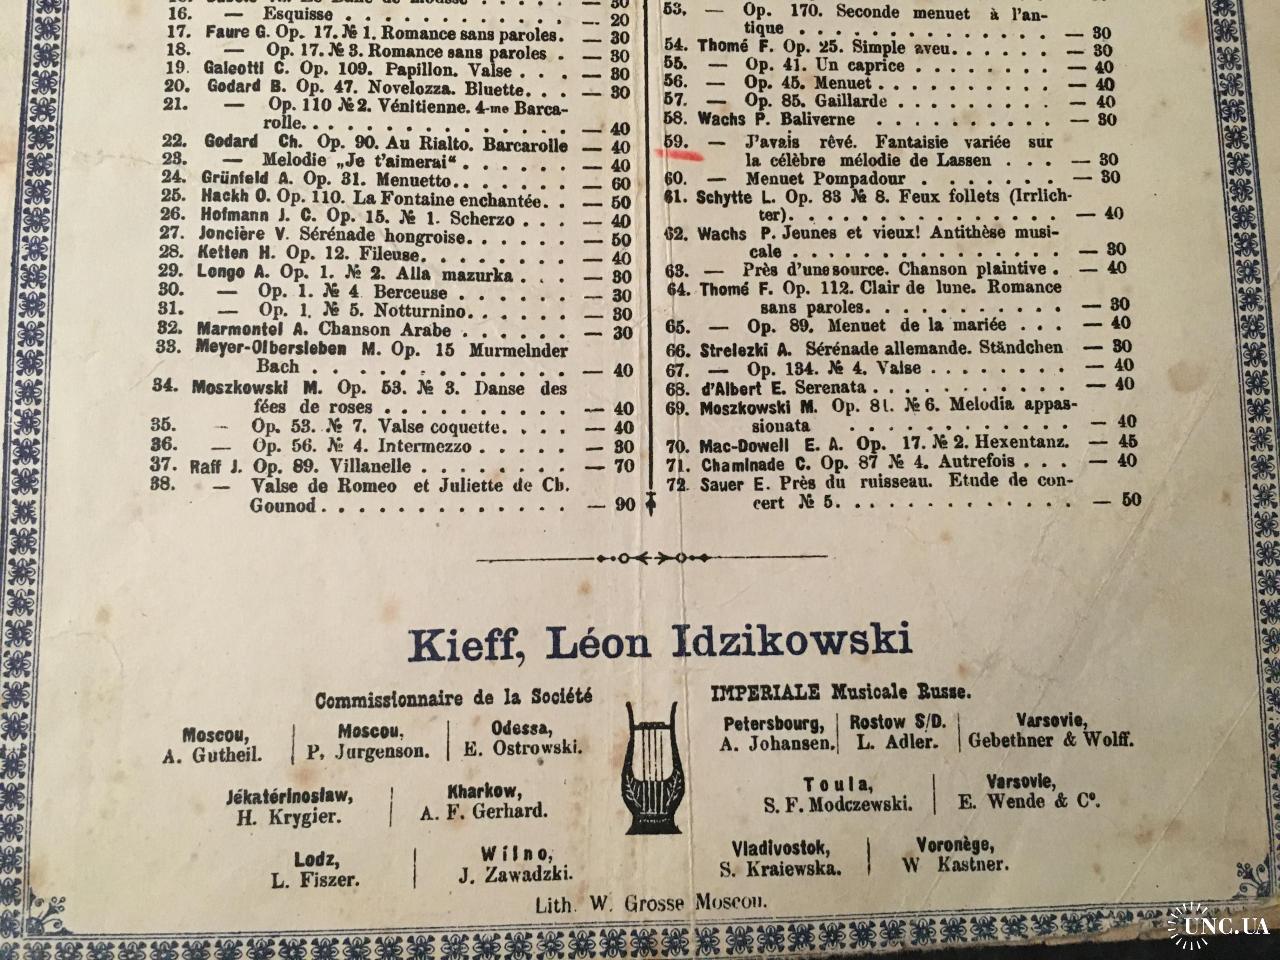 16. — Esquisse . . . . . . . . . . . . . — 20
17. Faure G. Op. 17. № 1. Romance sans paroles. — 30
18. — Op. 17. № 3. Romance sans paroles . — 30
19. Galeotti C. Op. 109. Papillon. Valse . . . — 30
20. Godard B. Op. 47. Novelozza. Bluette. . . — 30
21. — Op. 110 № 2. Vénitienne. 4-me Barca-
rolle. . . . . . . . . . . . . . . — 40
22. Godard Ch. Op. 90. Au Rialto. Barcarolle — 40
23. — Melodie „Je t'aimerai“ . . . . . . — 40
24. Grünfeld A. Op. 31. Menuetto. . . . . . — 60
25. Hackh O. Op. 110. La Fontaine enchantée. . — 50
26. Hofmann J. C. Op. 15. № 1. Scherzo . . . — 40
27. Joncière V. Sérénade hongroise. . . . . . — 50
28. Ketten H. Op. 12. Fileuse. . . . . . . . — 40
29. Longo A. Op. 1. № 2. Alla mazurka . . . — 30
30. — Op. 1. № 4 Berceuse . . . . . . — 30
31. — Op. 1. № 5. Notturnino. . . . . . — 30
32. Marmontel A. Chanson Arabe . . . . . . — 30
33. Meyer-Olbersleben M. Op. 15 Murmelnder
Bach . . . . . . . . . . . . . . — 40
34. Moszkowski M. Op. 53. № 3. Danse des
fées de roses . . . . . . . . . . — 40
35. — Op. 53. № 7. Valse coquette. . . . — 40
36. — Op. 56. № 4. Intermezzo . . . . . — 30
37. Raff J. Op. 89. Villanelle . . . . . . . . — 70
38. — Valse de Romeo et Juliette de Ch.
Gounod . . . . . . . . . . . . . — 90
53. — Op. 170. Seconde menuet à l'an-
tique . . . . . . . . . . . . . . — 30
54. Thomé F. Op. 25. Simple aveu. . . . . . — 30
55. — Op. 41. Un caprice . . . . . . . . — 40
56. — Op. 45. Menuet . . . . . . . . . . — 40
57. — Op. 85. Gaillarde . . . . . . . . . — 40
58. Wachs P. Baliverne . . . . . . . . . . — 30
59. — J'avais rêvé. Fantaisie variée sur
la célèbre mélodie de Lassen . . . — 30
60. — Menuet Pompadour . . . . . . . — 30
61. Schytte L. Op. 83 № 8. Feux follets (Irrlich-
ter). . . . . . . . . . . . . . . — 40
62. Wachs P. Jeunes et vieux! Antithèse musi-
cale . . . . . . . . . . . . . . — 30
63. — Près d'une source. Chanson plaintive . — 40
64. Thomé F. Op. 112. Clair de lune. Romance
sans paroles. . . . . . . . . . . — 30
65. — Op. 89. Menuet de la mariée . . . — 40
66. Strelezki A. Sérénade allemande. Ständchen — 30
67. — Op. 134. № 4. Valse . . . . . . . — 40
68. d'Albert E. Serenata . . . . . . . . . . — 40
69. Moszkowski M. Op. 81. № 6. Melodia appas-
sionata . . . . . . . . . . . . — 40
70. Mac-Dowell E. A. Op. 17. № 2. Hexentanz. — 45
71. Chaminade C. Op. 87 № 4. Autrefois . . . — 40
72. Sauer E. Près du ruisseau. Etude de con-
cert № 5. . . . . . . . . . . . . — 50
Kieff, Léon Idzikowski
Commissionnaire de la Société IMPERIALE Musicale Russe.
Moscou, Moscou, Odessa, Petersbourg, Rostow S/D. Varsovie,
A. Gutheil. P. Jurgenson. E. Ostrowski. A. Johansen. L. Adler. Gebethner & Wolff.
Jékatérinoslaw, Kharkow, Toula, Varsovie,
H. Krygier. A. F. Gerhard. S. F. Modczewski. E. Wende & Cº.
Lodz, Wilno, Vladivostok, Voronège,
L. Fiszer. J. Zawadzki. S. Kraiewska. W Kastner.
Lith. W. Grosse Moscou.
UNC.UA